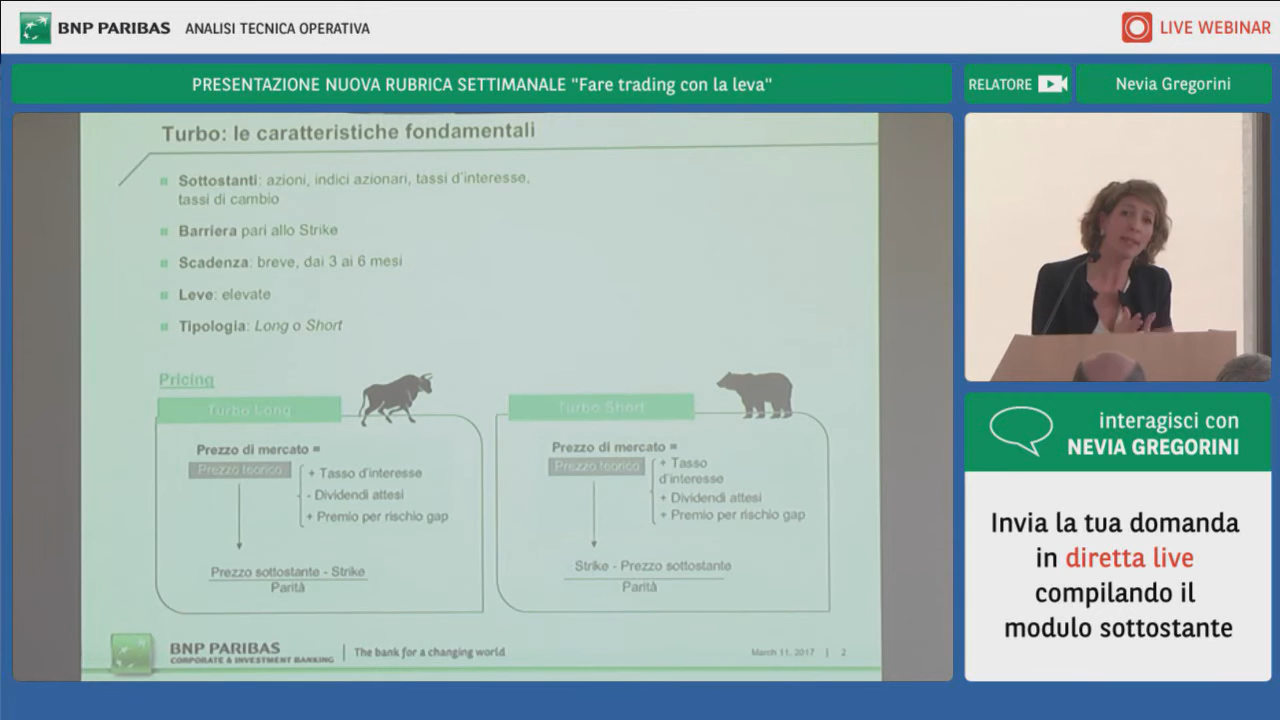 BNP PARIBAS
ANALISI TECNICA OPERATIVA
LIVE WEBINAR
PRESENTAZIONE NUOVA RUBRICA SETTIMANALE "Fare trading con la leva"
RELATORE
Nevia Gregorini
Turbo: le caratteristiche fondamentali
Sottostanti: azioni, indici azionari, tassi d'interesse,
tassi di cambio
Barriera pari allo Strike
Scadenza: breve, dai 3 ai 6 mesi
Leve: elevate
Tipologia: Long o Short
Pricing
Turbo Long
Prezzo di mercato =
Prezzo teorico
+ Tasso d'interesse
- Dividendi attesi
+ Premio per rischio gap
Prezzo sottostante - Strike
Parità
Turbo Short
Prezzo di mercato =
Prezzo teorico
+ Tasso
d'interesse
+ Dividendi attesi
+ Premio per rischio gap
Strike - Prezzo sottostante
Parità
BNP PARIBAS
CORPORATE & INVESTMENT BANKING
The bank for a changing world
March 11, 2017 | 2
interagisci con
NEVIA GREGORINI
Invia la tua domanda
in diretta live
compilando il
modulo sottostante